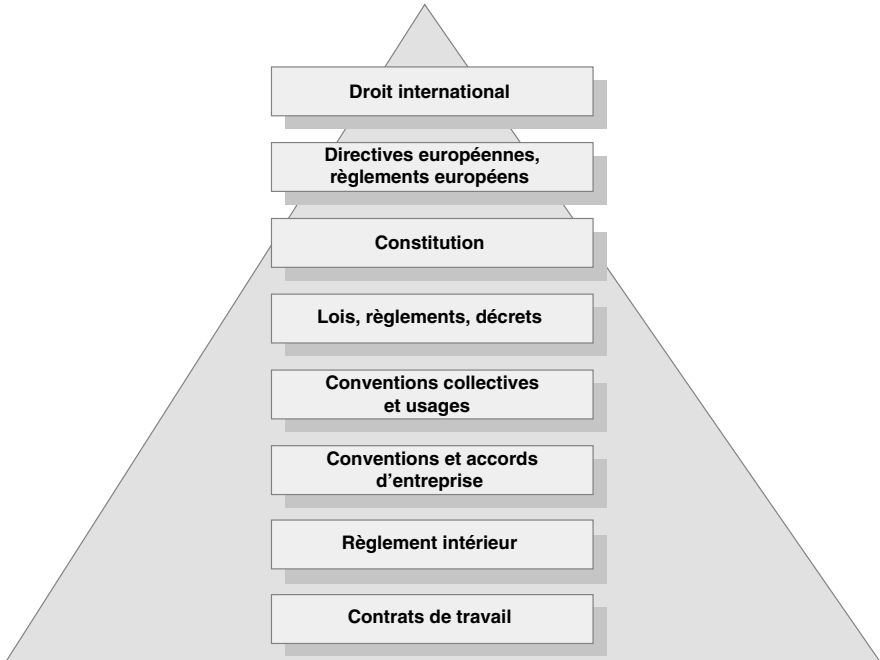 Droit international
Directives européennes,
règlements européens
Constitution
Lois, règlements, décrets
Conventions collectives
et usages
Conventions et accords
d’entreprise
Règlement intérieur
Contrats de travail